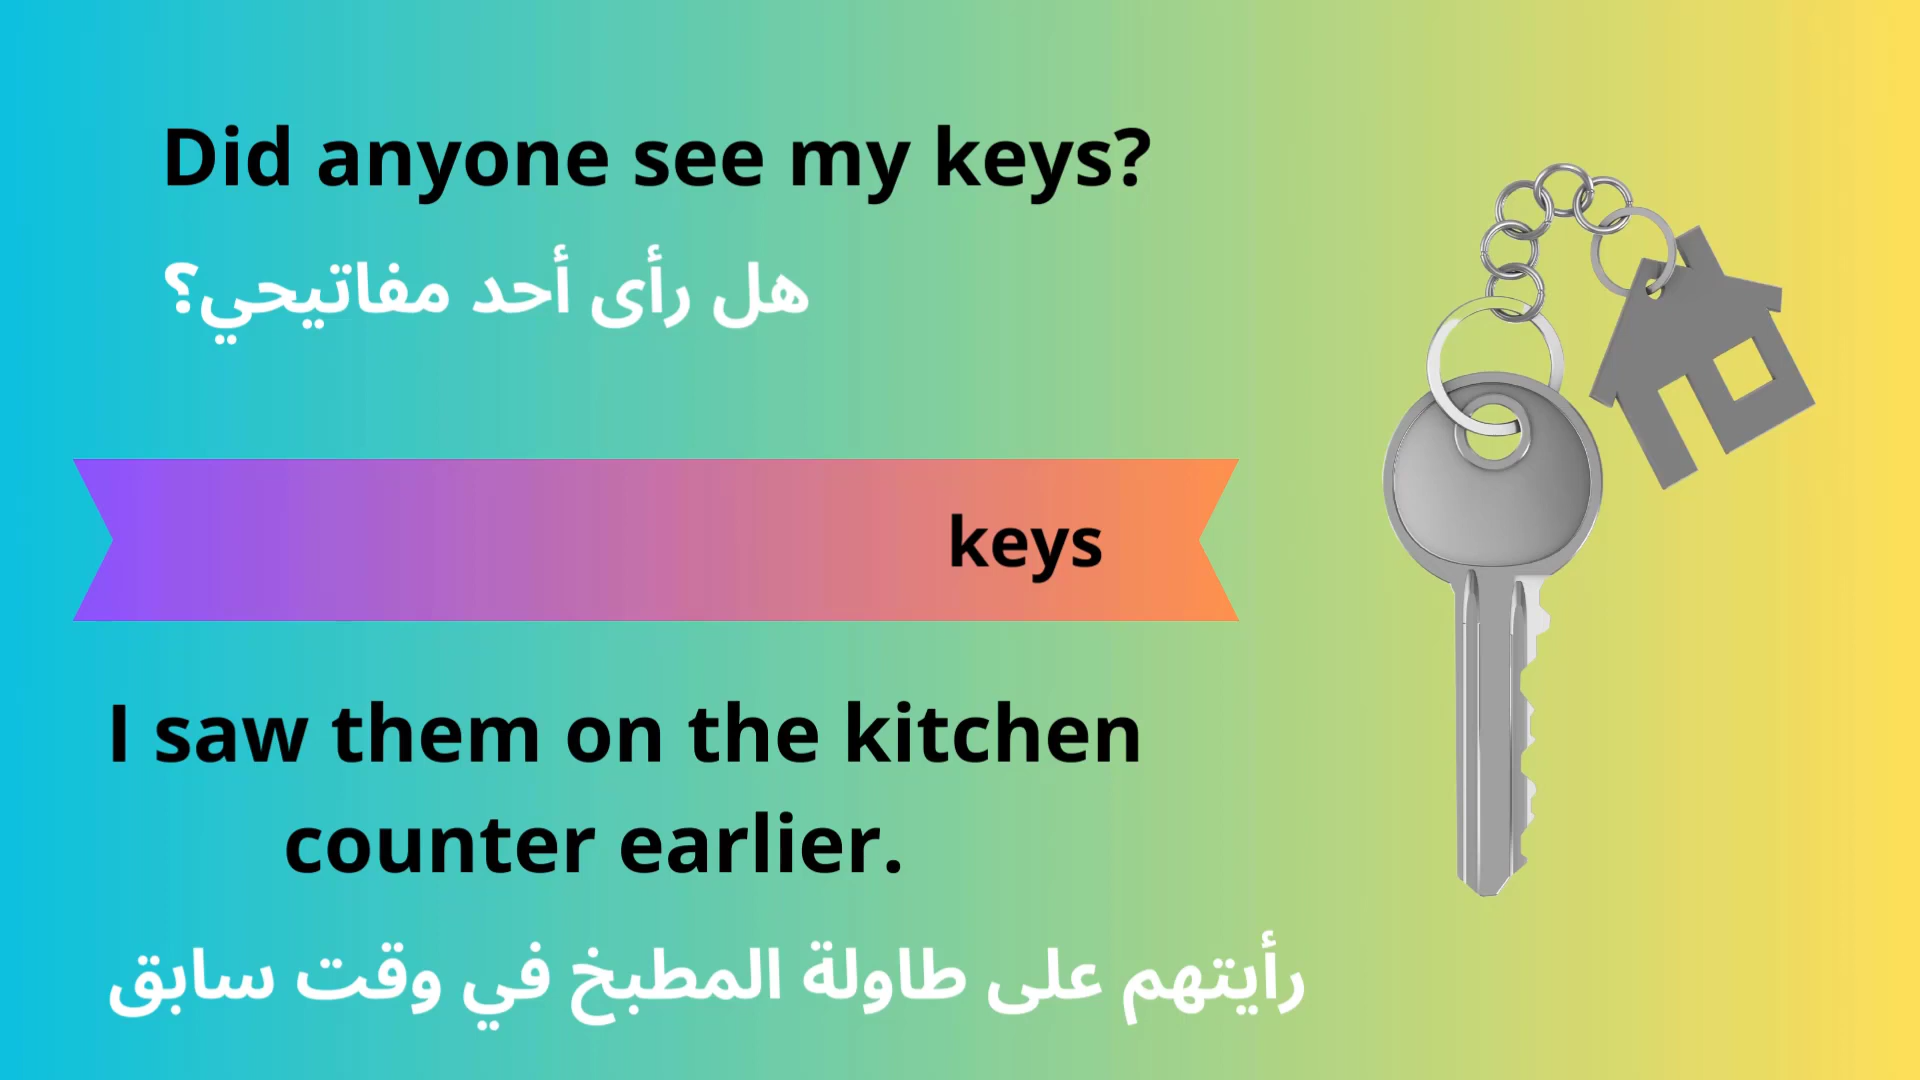 Did anyone see my keys?
هل رأى أحد مفاتيحي؟
keys
I saw them on the kitchen
counter earlier.
رأيتهم على طاولة المطبخ في وقت سابق